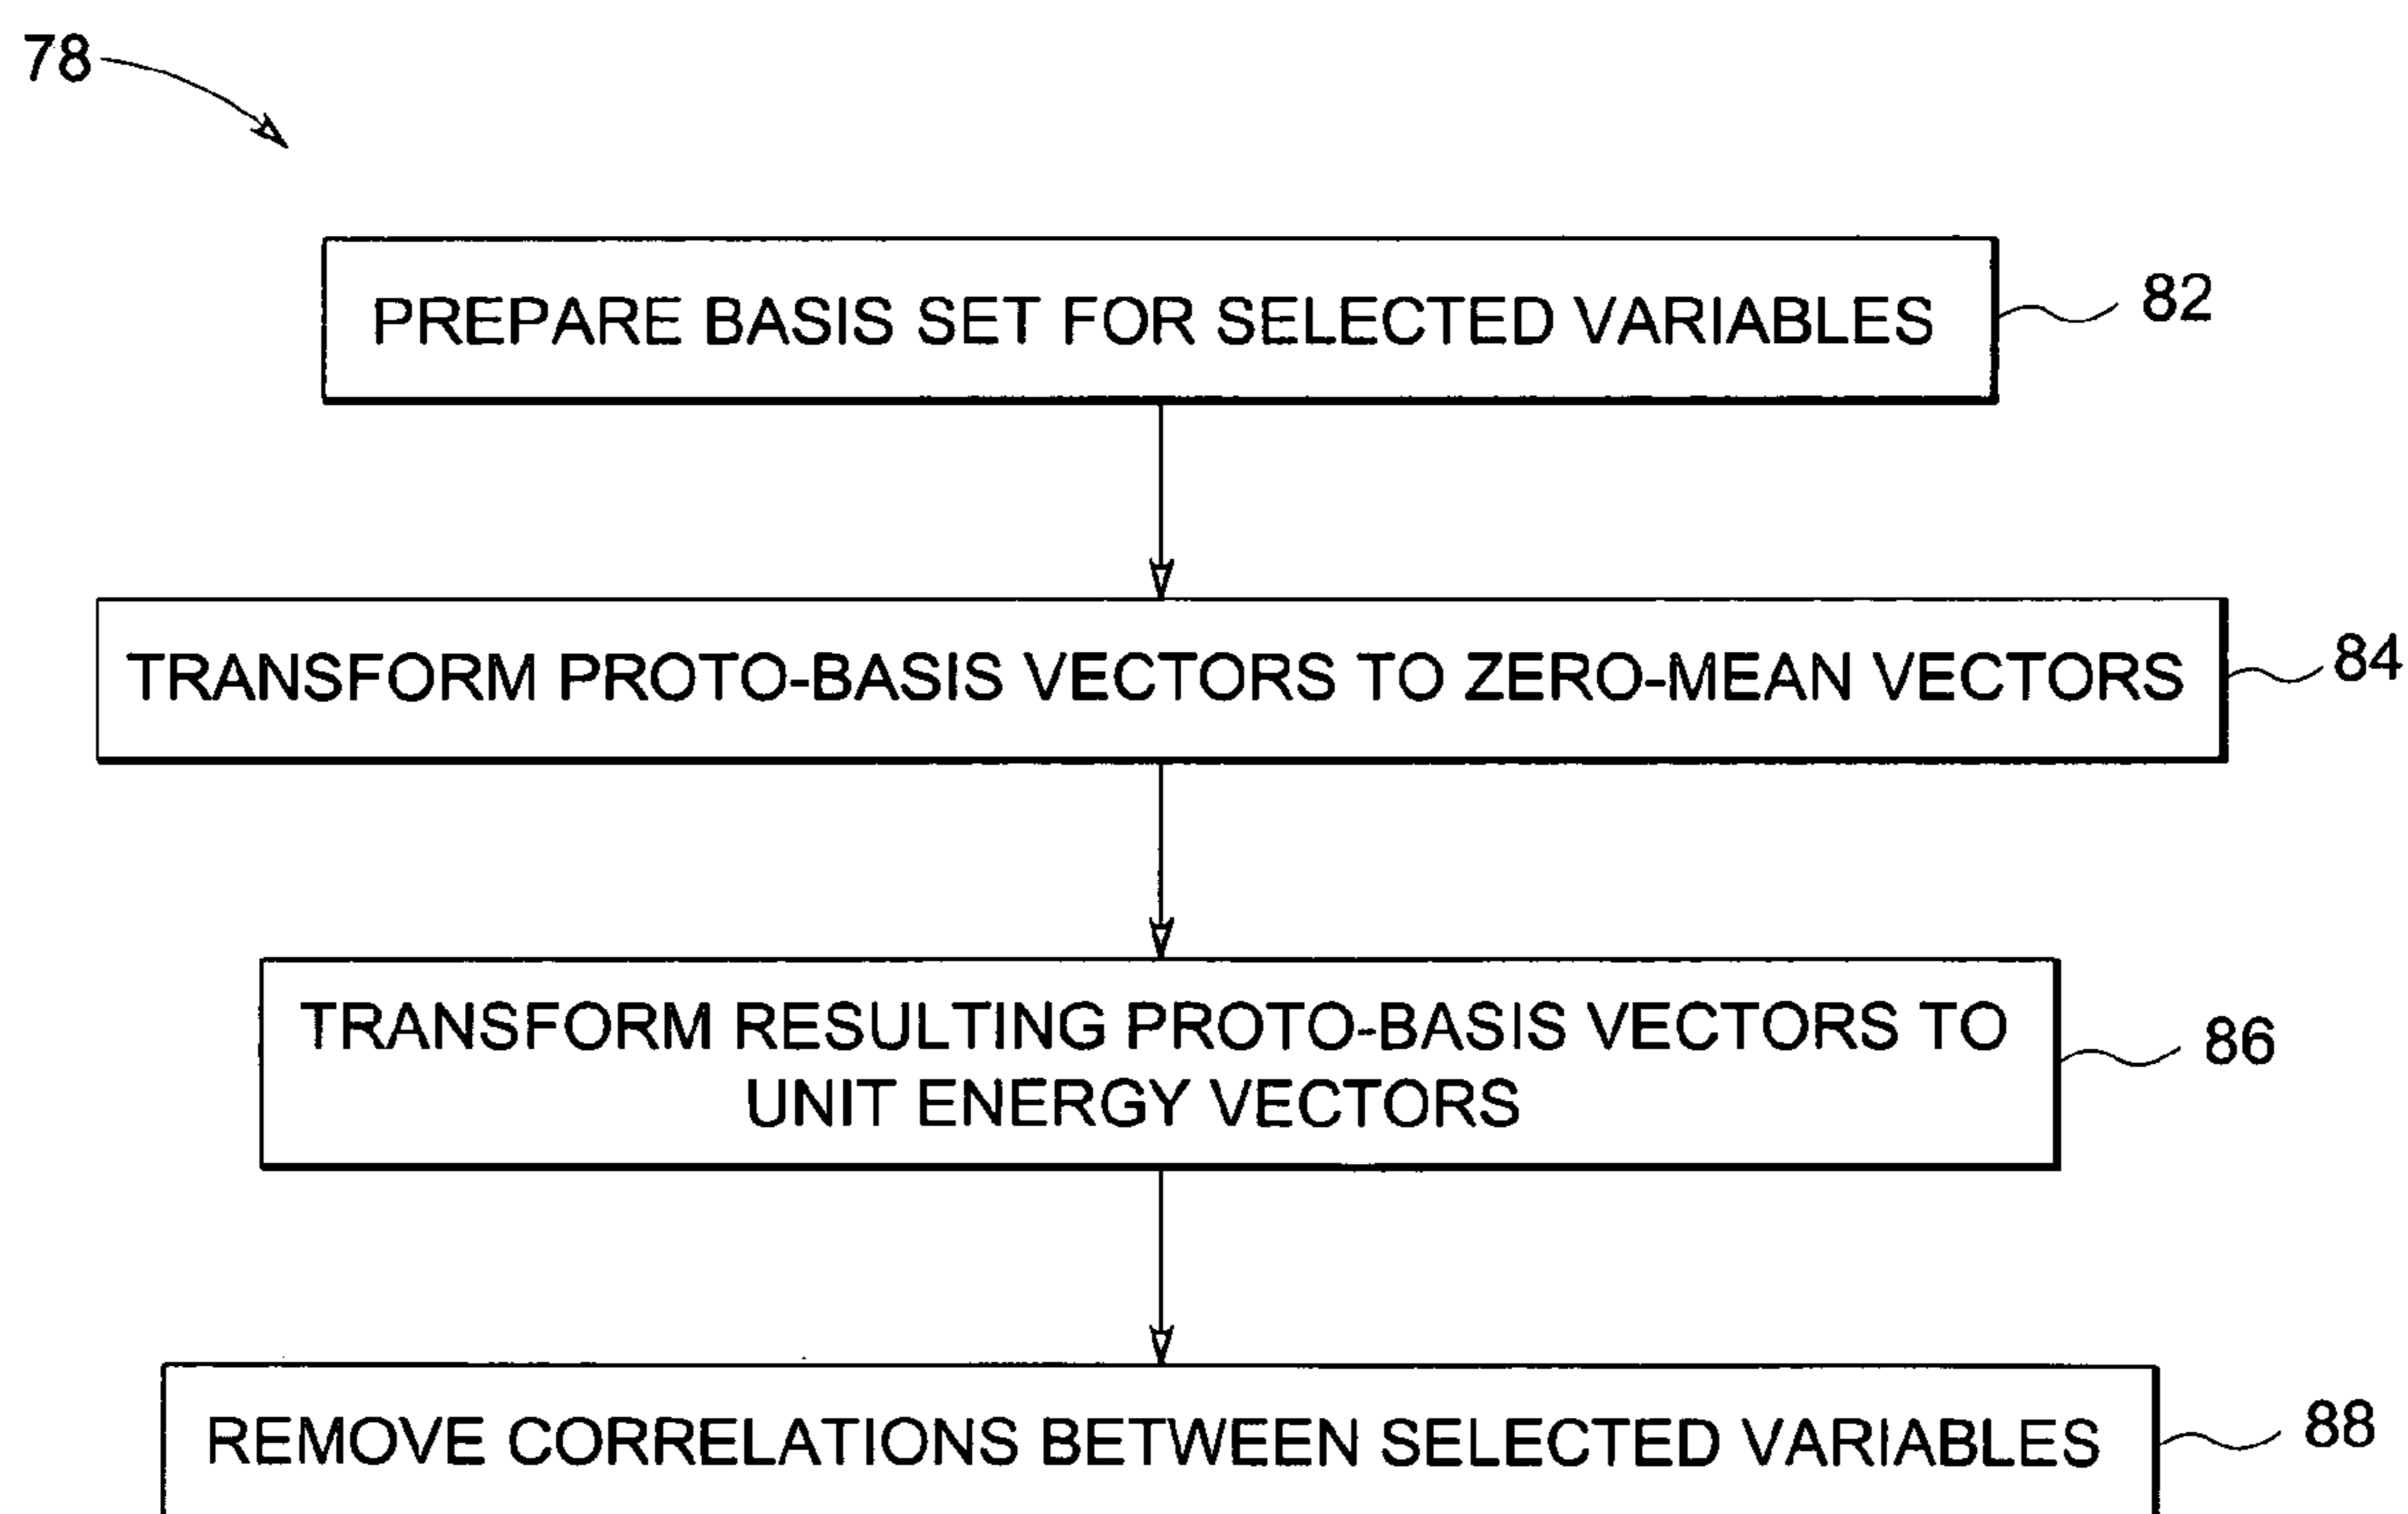 78
PREPARE BASIS SET FOR SELECTED VARIABLES
82
TRANSFORM PROTO-BASIS VECTORS TO ZERO-MEAN VECTORS
84
TRANSFORM RESULTING PROTO-BASIS VECTORS TO
UNIT ENERGY VECTORS
86
REMOVE CORRELATIONS BETWEEN SELECTED VARIABLES
88